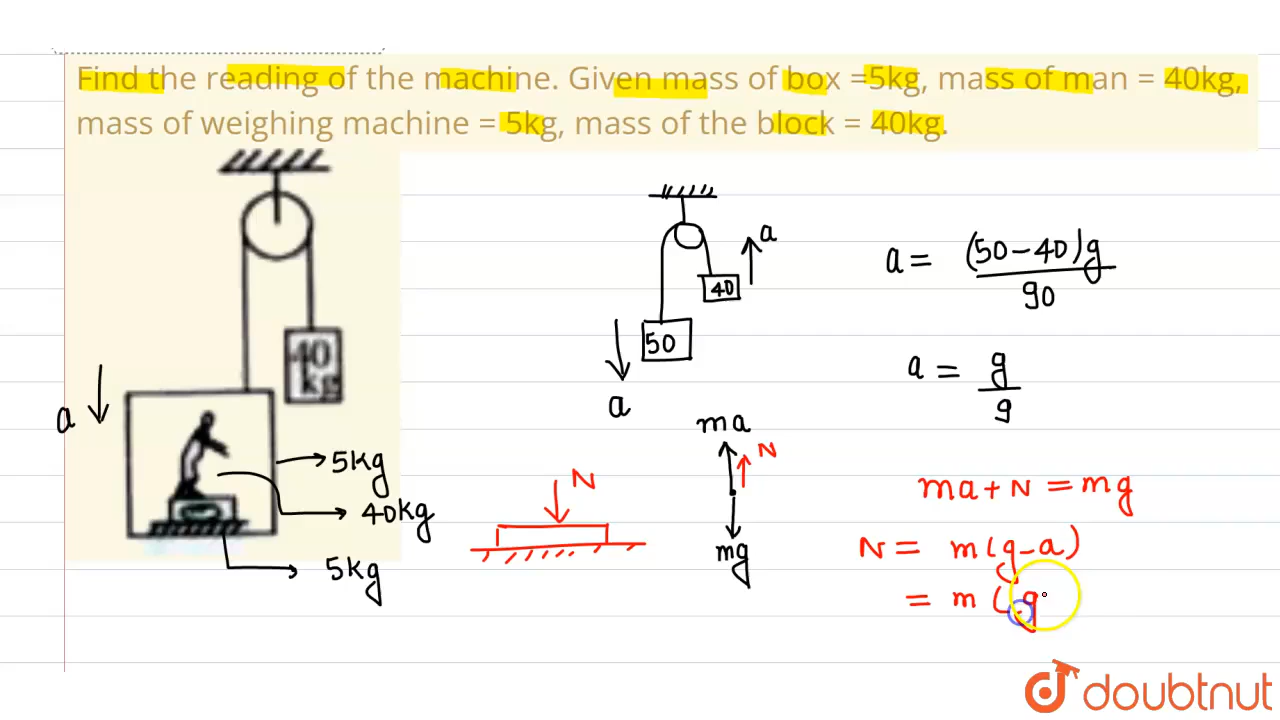 Find the reading of the machine. Given mass of box =5kg, mass of man = 40kg,
mass of weighing machine = 5kg, mass of the block = 40kg.
a
40
a = (50-40)g
90
50
40
kg
a = g
9
a
a
ma
N
5kg
N
ma+N = mg
40kg
mg
N = m(g-a)
5kg
= m (g
doubtnut